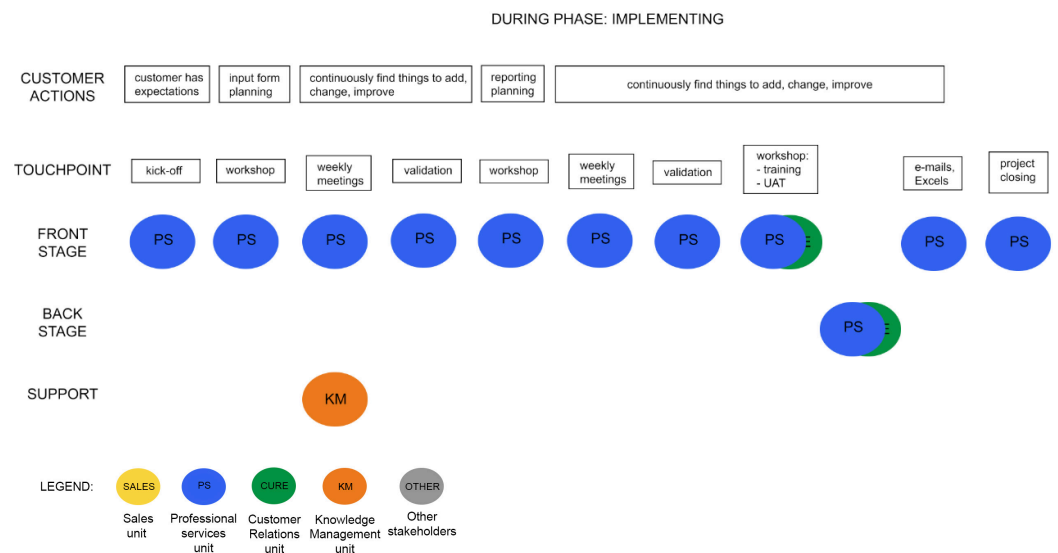 DURING PHASE: IMPLEMENTING
CUSTOMER
ACTIONS
customer has
expectations
input form
planning
continuously find things to add,
change, improve
reporting
planning
continuously find things to add, change, improve
TOUCHPOINT
kick-off
workshop
weekly
meetings
validation
workshop
weekly
meetings
validation
workshop:
- training
- UAT
e-mails,
Excels
project
closing
FRONT
STAGE
PS
PS
PS
PS
PS
PS
PS
PS
E
PS
PS
BACK
STAGE
PS
E
SUPPORT
KM
LEGEND:
SALES
PS
CURE
KM
OTHER
Sales
unit
Professional
services
unit
Customer
Relations
unit
Knowledge
Management
unit
Other
stakeholders